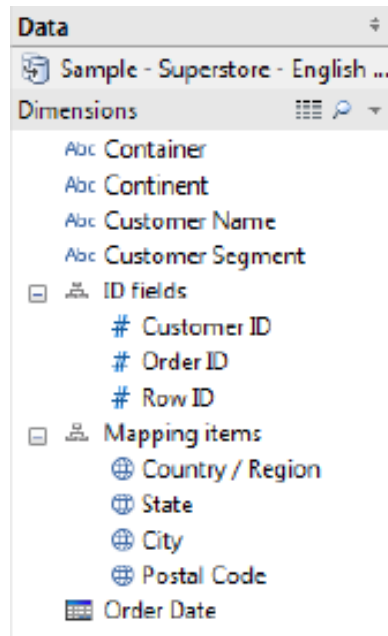 Data
Sample - Superstore - English ...
Dimensions
Abc Container
Abc Continent
Abc Customer Name
Abc Customer Segment
ID fields
# Customer ID
# Order ID
# Row ID
Mapping items
Country / Region
State
City
Postal Code
Order Date